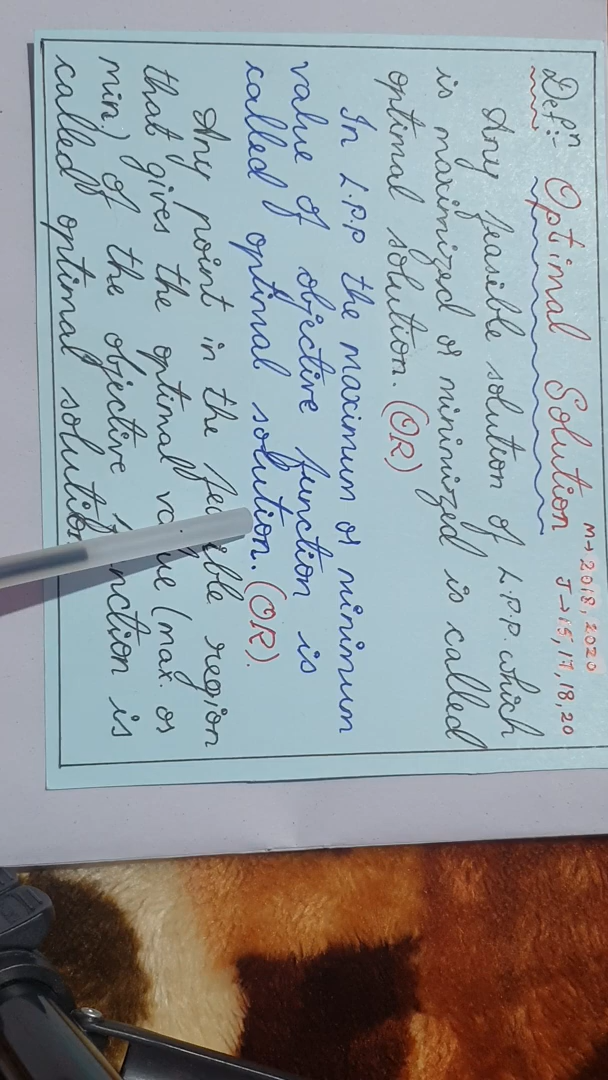 Defⁿ:- Optimal Solution M→2018, 2020
J→15, 17, 18, 20
Any feasible solution of L.P.P. which
is maximized or minimized is called
optimal solution. (OR)
In L.P.P the maximum or minimum
value of objective function is
called optimal solution. (OR).
Any point in the feasible region
that gives the optimal value (max. or
min.) of the objective function is
called optimal solution